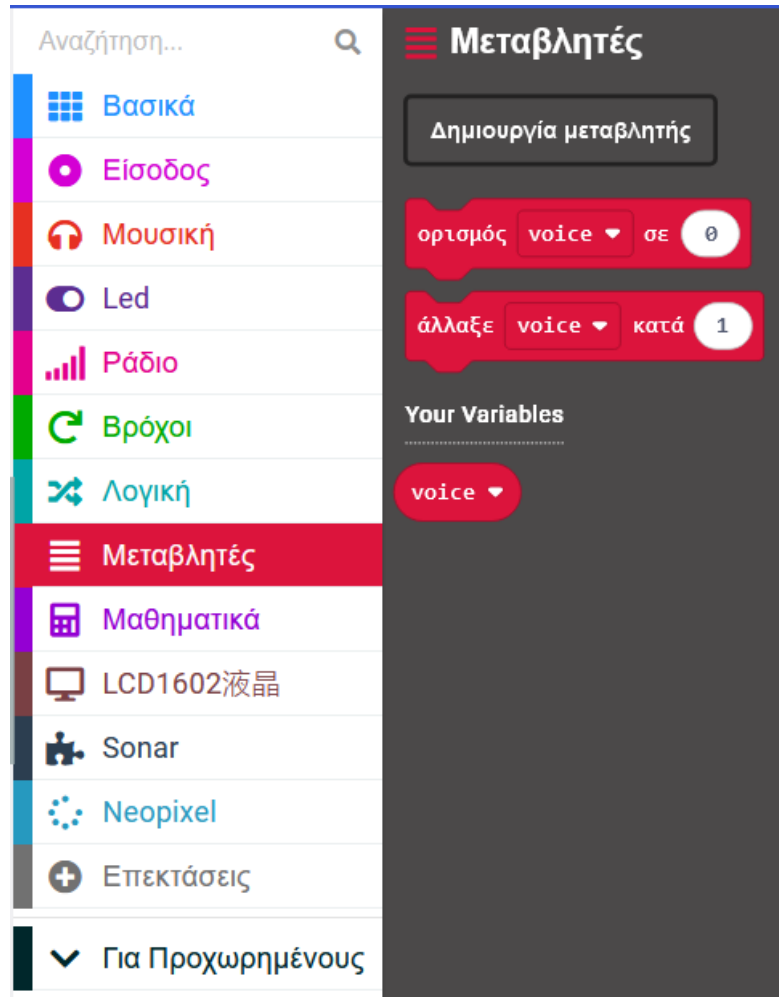 Αναζήτηση...
Βασικά
Είσοδος
Μουσική
Led
Ράδιο
Βρόχοι
Λογική
Μεταβλητές
Μαθηματικά
LCD1602液晶
Sonar
Neopixel
Επεκτάσεις
Για Προχωρημένους
Μεταβλητές
Δημιουργία μεταβλητής
ορισμός voice σε 0
άλλαξε voice κατά 1
Your Variables
voice